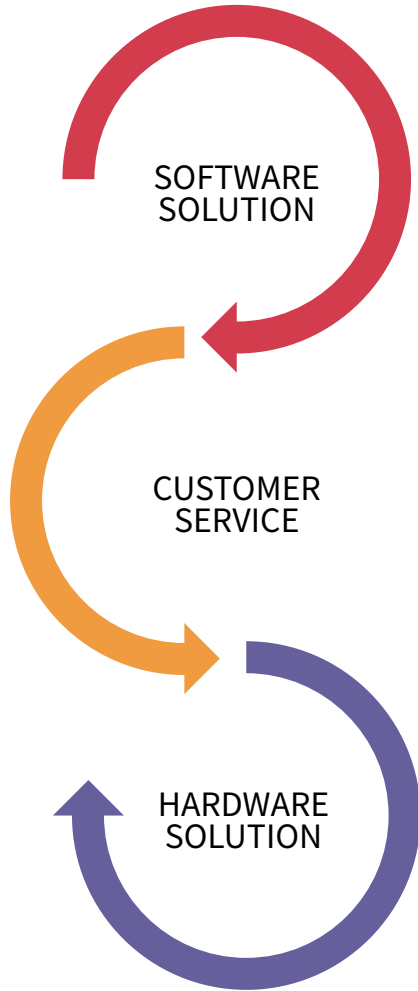 SOFTWARE
SOLUTION
CUSTOMER
SERVICE
HARDWARE
SOLUTION